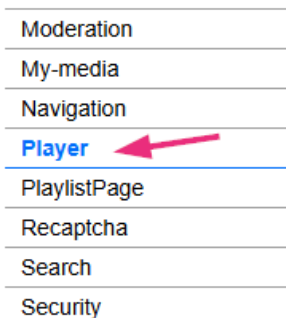 Moderation
My-media
Navigation
Player
PlaylistPage
Recaptcha
Search
Security